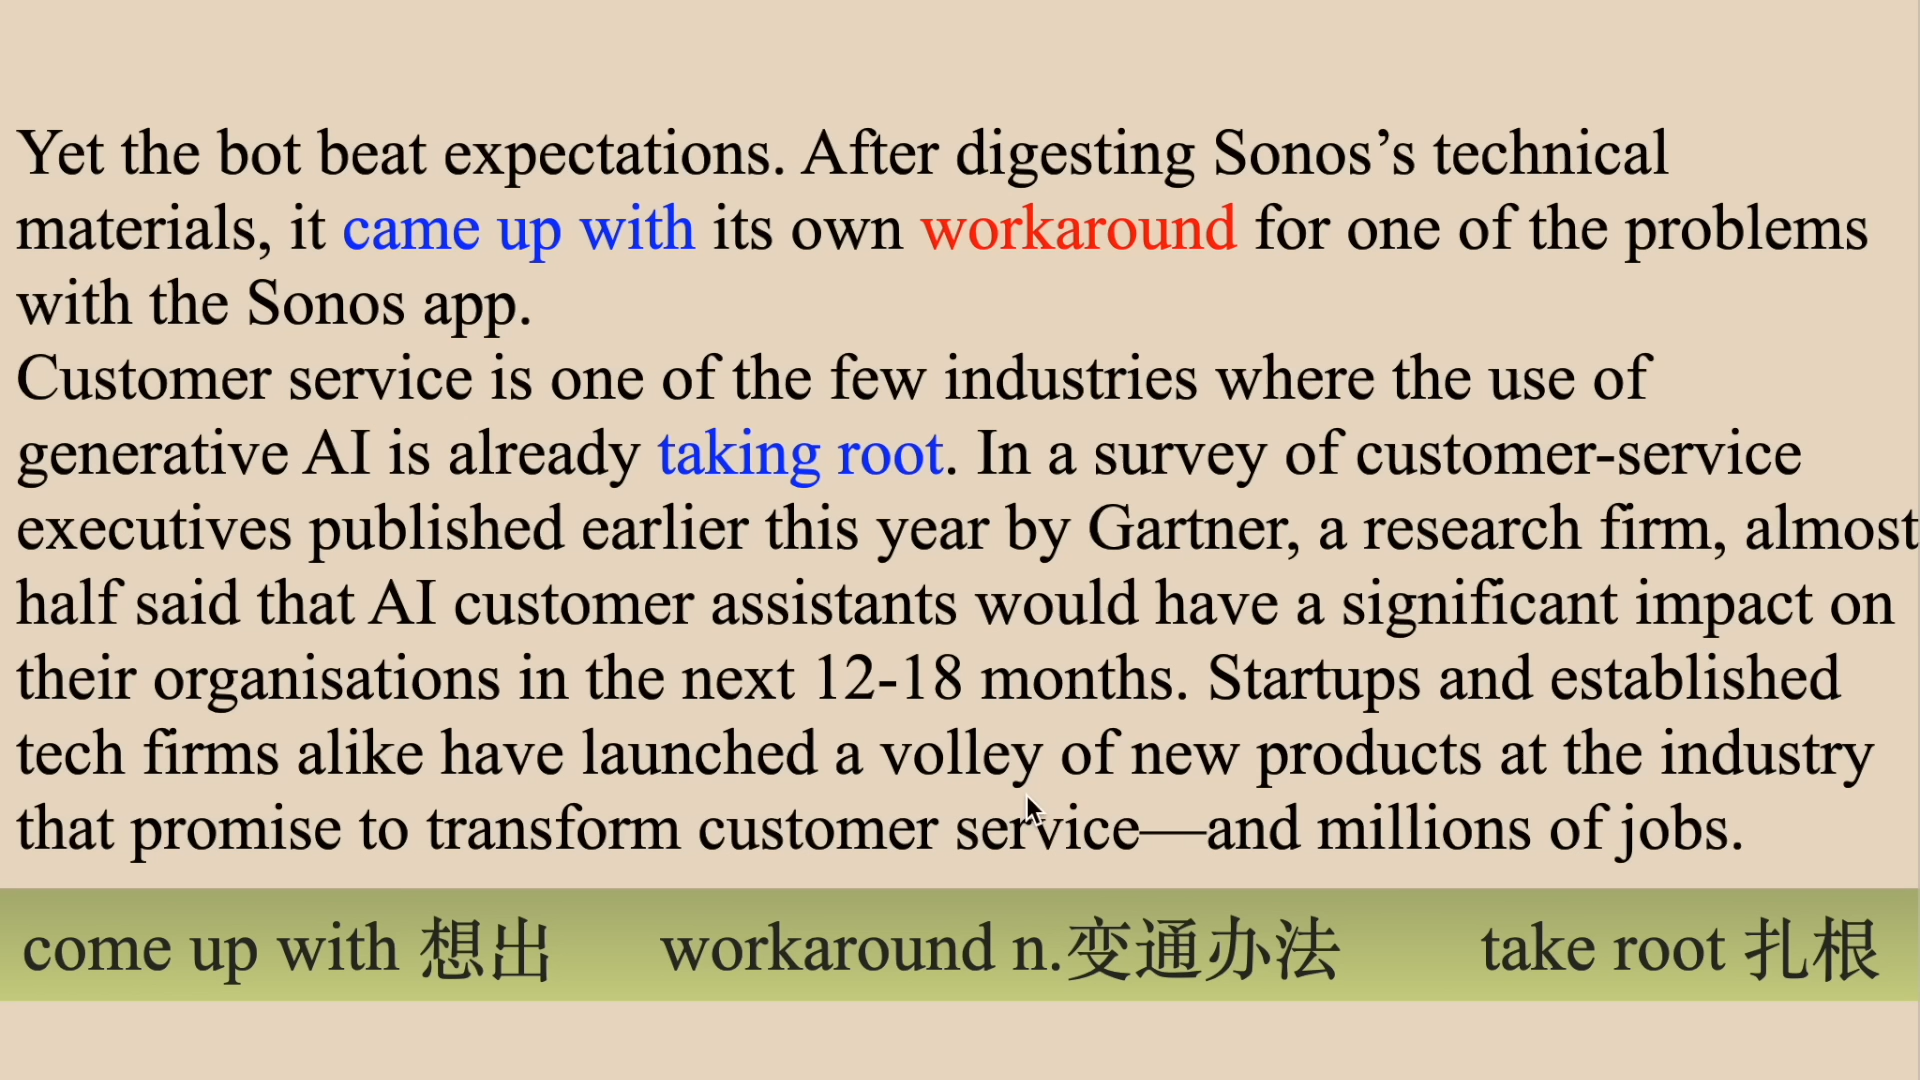 Yet the bot beat expectations. After digesting Sonos’s technical
materials, it came up with its own workaround for one of the problems
with the Sonos app.
Customer service is one of the few industries where the use of
generative AI is already taking root. In a survey of customer-service
executives published earlier this year by Gartner, a research firm, almost
half said that AI customer assistants would have a significant impact on
their organisations in the next 12-18 months. Startups and established
tech firms alike have launched a volley of new products at the industry
that promise to transform customer service—and millions of jobs.
come up with 想出 workaround n.变通办法 take root 扎根